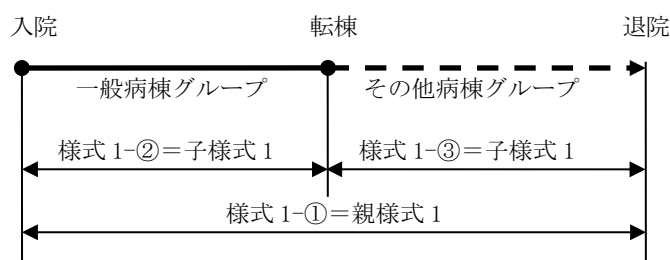 入院 転棟 退院
一般病棟グループ その他病棟グループ
様式 1-②＝子様式 1 様式 1-③＝子様式 1
様式 1-①＝親様式 1